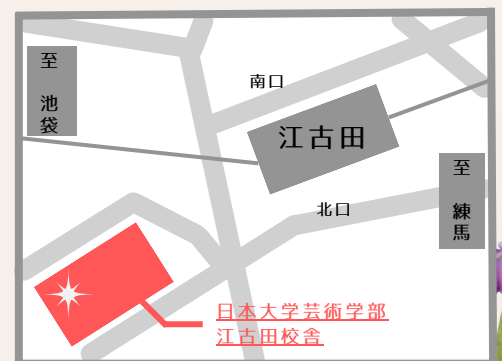 至 池袋
南口
江古田
至 練馬
北口
日本大学芸術学部
江古田校舎